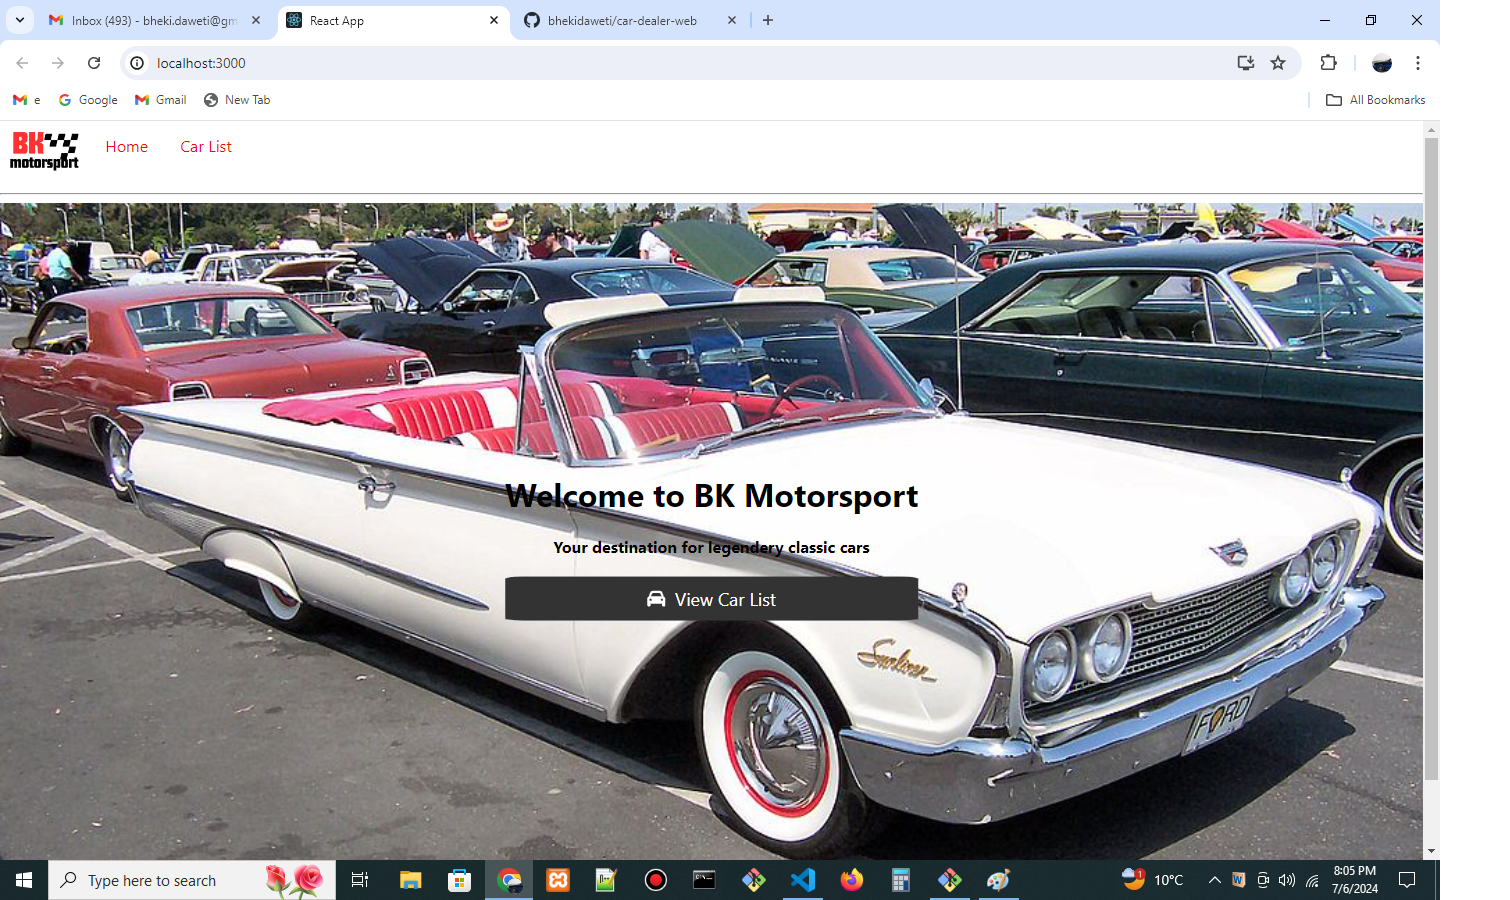 Inbox (493) - bheki.daweti@gm
React App
bhekidaweti/car-dealer-web
localhost:3000
e
Google
Gmail
New Tab
All Bookmarks
BK
motorsport
Home
Car List
Welcome to BK Motorsport
Your destination for legendery classic cars
View Car List
Sunliner
FORD
Type here to search
1
10°C
W
8:05 PM
7/6/2024